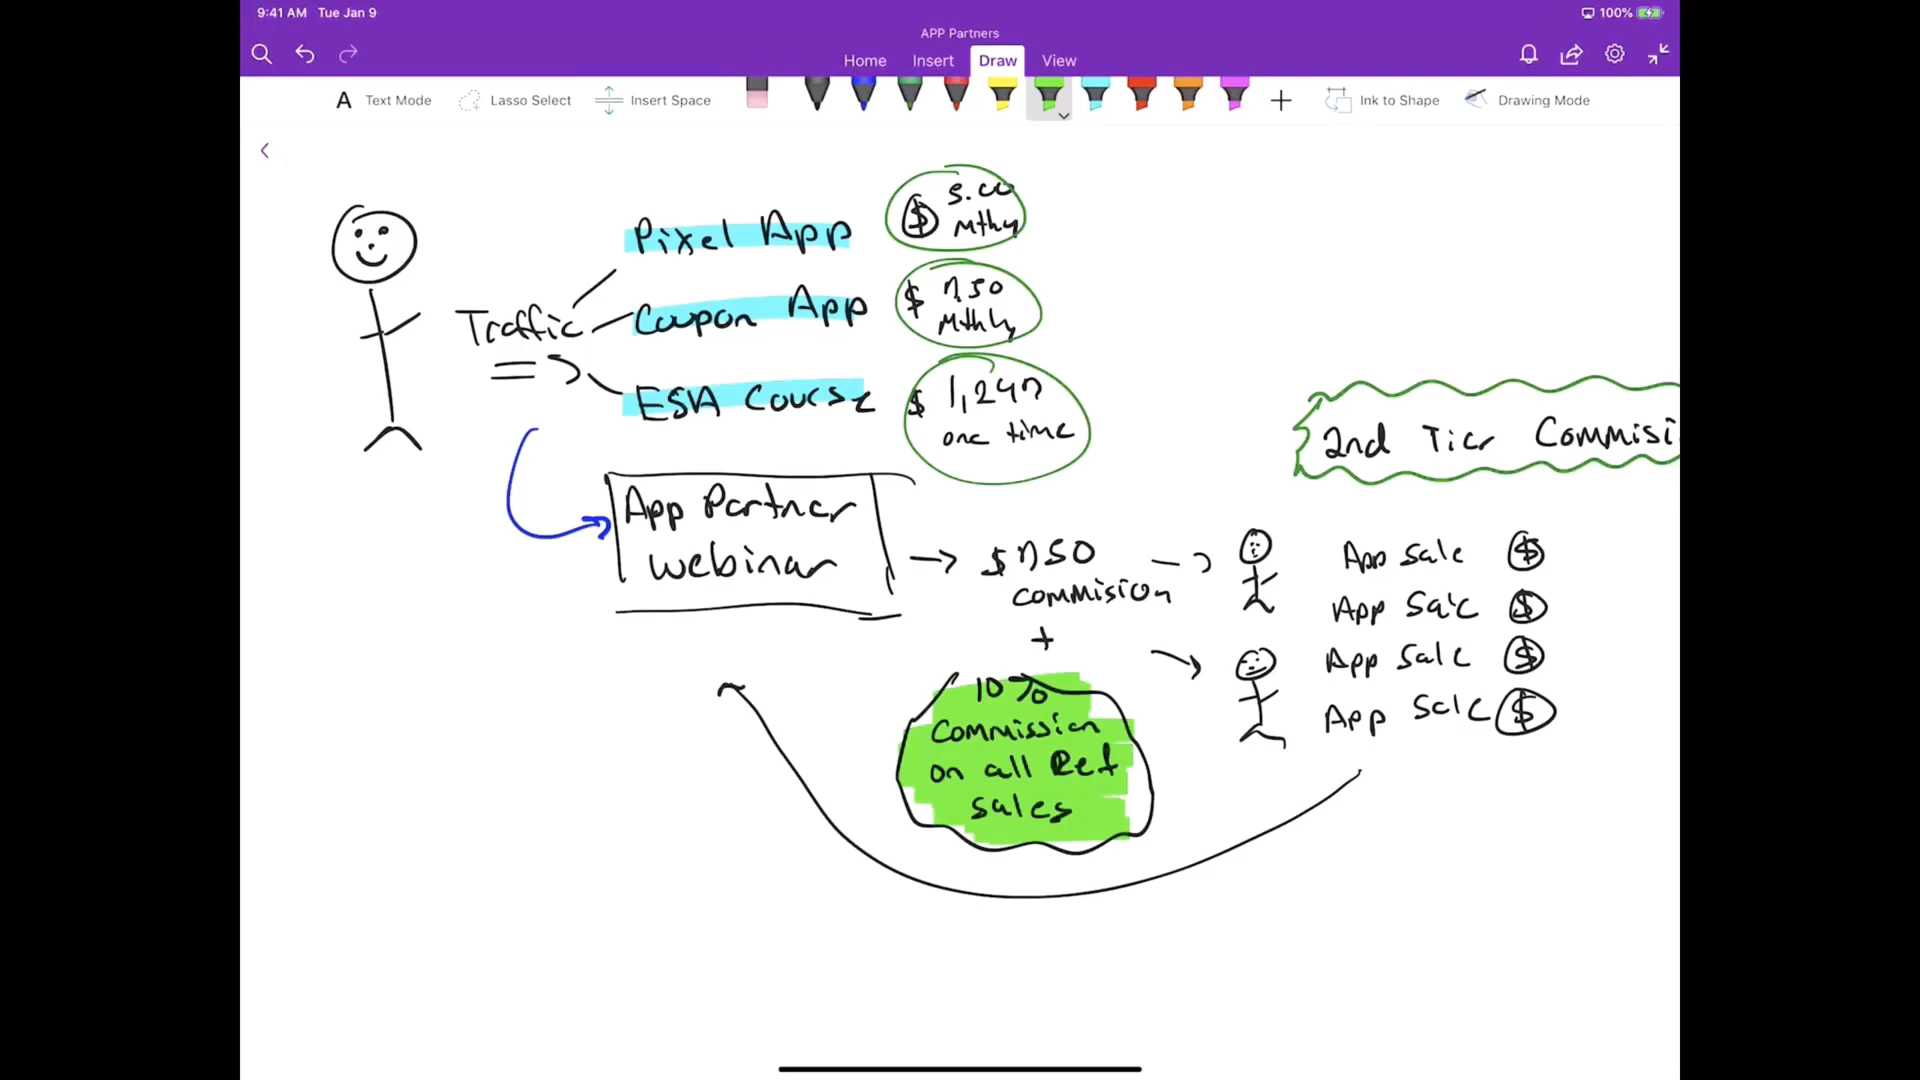 9:41 AM Tue Jan 9
100%
APP Partners
Home Insert Draw View
A Text Mode Lasso Select Insert Space Ink to Shape Drawing Mode
Pixel App
$ 5.00
Mthly
Traffic
Coupon App
$ 7.50
Mthly
ESA Course
$ 1,247
one time
2nd Tier Commisi
App Partner
webinar
$750
commision
+
10%
Commission
on all Ref
sales
App Sale $
App Sale $
App Sale $
App Sale $